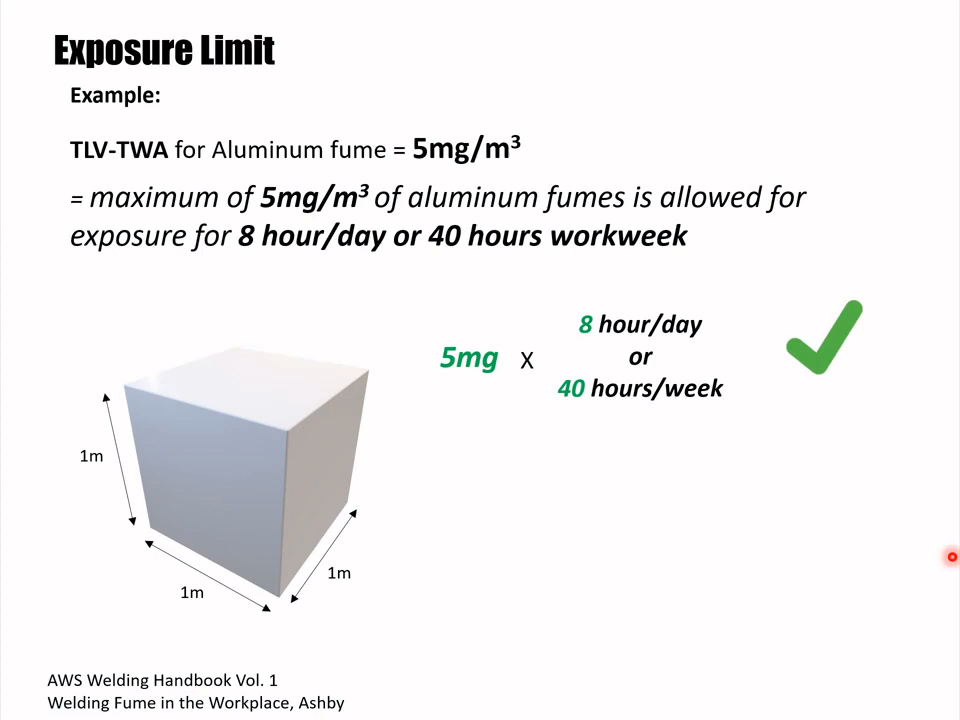 Exposure Limit
Example:
TLV-TWA for Aluminum fume = 5mg/m³
= maximum of 5mg/m³ of aluminum fumes is allowed for
exposure for 8 hour/day or 40 hours workweek
8 hour/day
5mg x or
40 hours/week
1m
1m
1m
AWS Welding Handbook Vol. 1
Welding Fume in the Workplace, Ashby